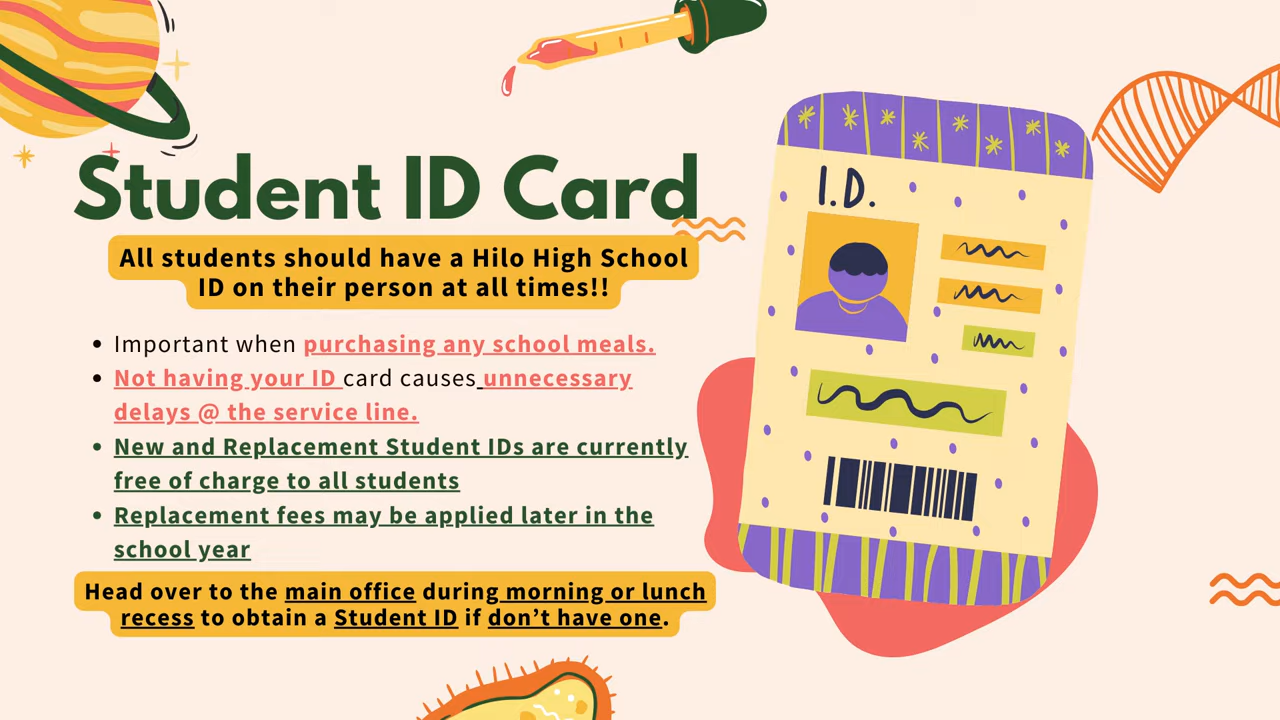 Student ID Card
All students should have a Hilo High School
ID on their person at all times!!
• Important when purchasing any school meals.
• Not having your ID card causes unnecessary
delays @ the service line.
• New and Replacement Student IDs are currently
free of charge to all students
• Replacement fees may be applied later in the
school year
Head over to the main office during morning or lunch
recess to obtain a Student ID if don’t have one.
I.D.